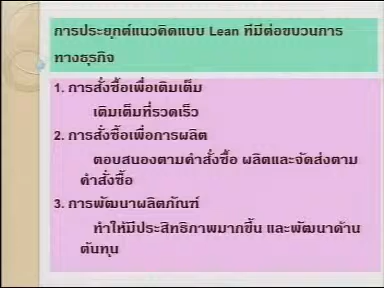 การประยุกต์แนวคิดแบบ Lean ที่มีต่อขบวนการ
ทางธุรกิจ
1. การสั่งซื้อเพื่อเติมเต็ม
เติมเต็มที่รวดเร็ว
2. การสั่งซื้อเพื่อการผลิต
ตอบสนองตามคำสั่งซื้อ ผลิตและจัดส่งตาม
คำสั่งซื้อ
3. การพัฒนาผลิตภัณฑ์
ทำให้มีประสิทธิภาพมากขึ้น และพัฒนาด้าน
ต้นทุน